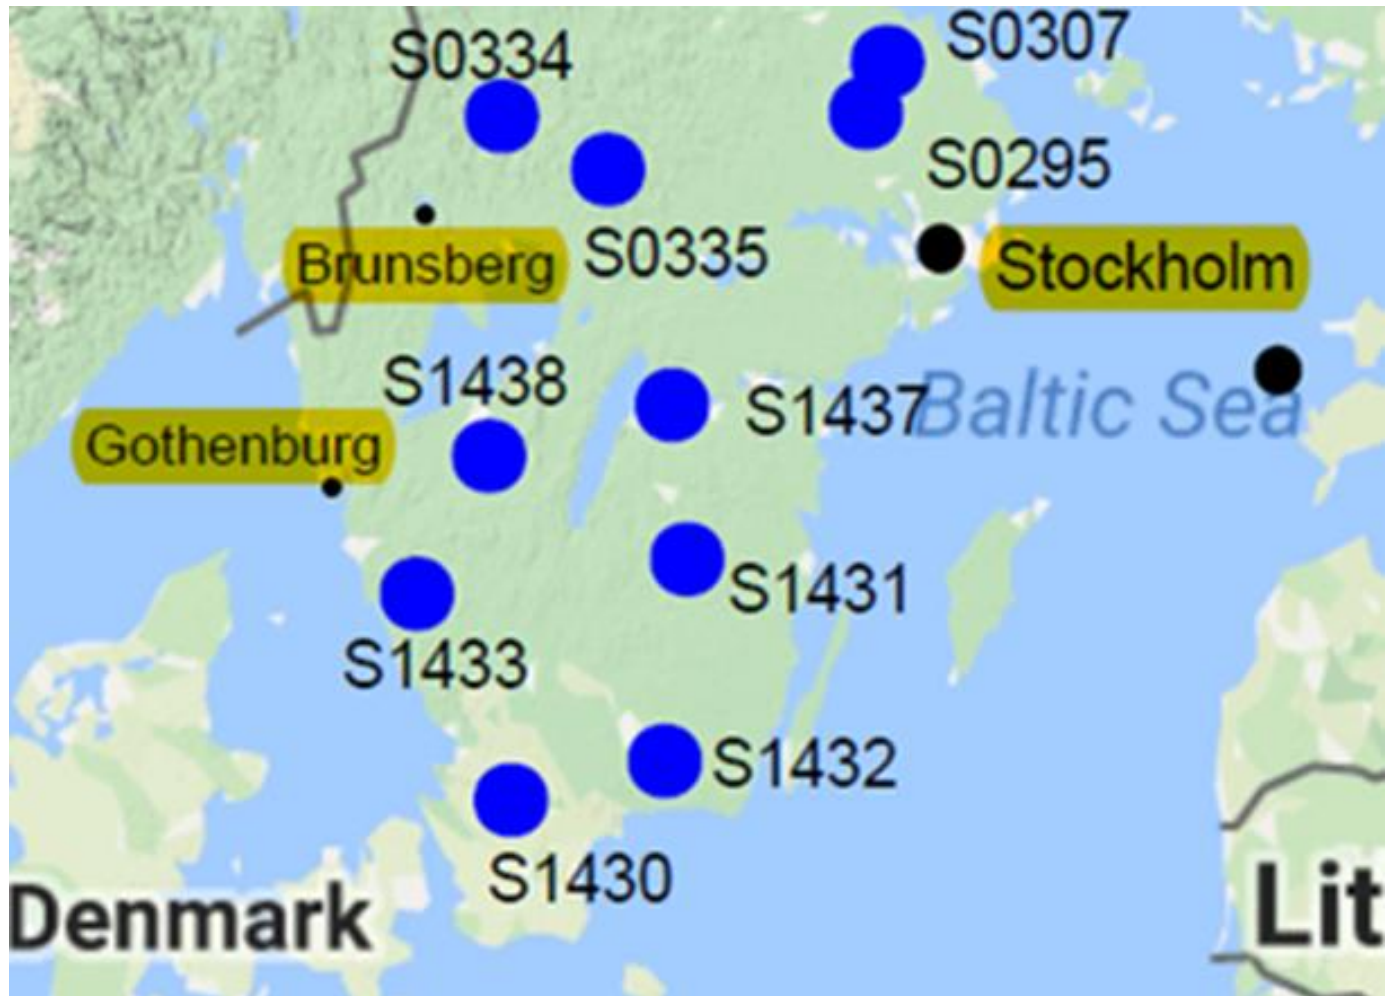 S0307
S0334
S0295
S0335
Brunsberg
Stockholm
S1438
S1437
Baltic Sea
Gothenburg
S1431
S1433
S1432
S1430
Denmark
Lit